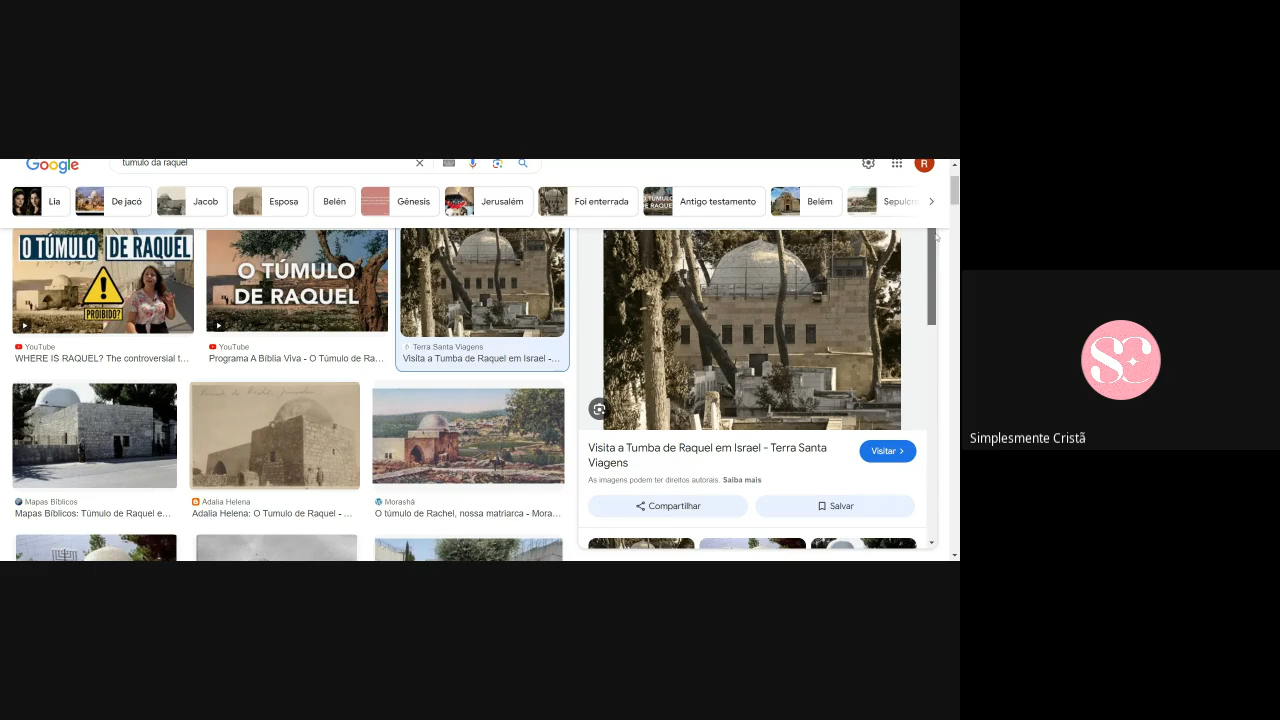 Google
tumulo da raquel
R
Lia
De jacó
Jacob
Esposa
Belén
Gênesis
Jerusalém
Foi enterrada
Antigo testamento
Belém
Sepulcro
O TÚMULO DE RAQUEL
PROIBIDO?
O TÚMULO
DE RAQUEL
YouTube
WHERE IS RAQUEL? The controversial t...
YouTube
Programa A Bíblia Viva - O Túmulo de Ra...
Terra Santa Viagens
Visita a Tumba de Raquel em Israel -...
Mapas Bíblicos
Mapas Bíblicos: Túmulo de Raquel e...
Adalia Helena
Adalia Helena: O Tumulo de Raquel - ...
Morashá
O túmulo de Rachel, nossa matriarca - Mora...
Visita a Tumba de Raquel em Israel - Terra Santa
Viagens
Visitar
As imagens podem ter direitos autorais. Saiba mais
Compartilhar
Salvar
SC
Simplesmente Cristã